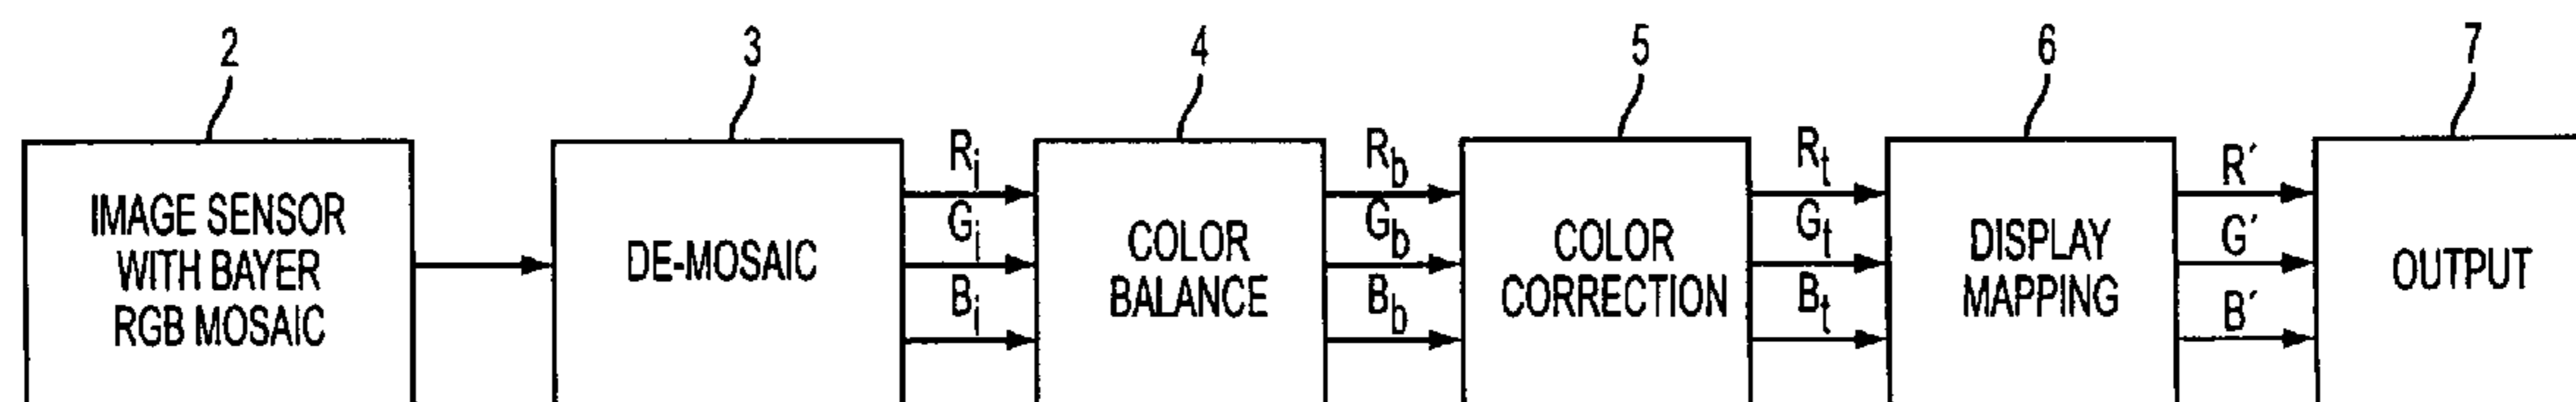 2 3 4 5 6 7
IMAGE SENSOR
WITH BAYER
RGB MOSAIC
DE-MOSAIC
Ri
Gi
Bi
COLOR
BALANCE
Rb
Gb
Bb
COLOR
CORRECTION
Rt
Gt
Bt
DISPLAY
MAPPING
R′
G′
B′
OUTPUT